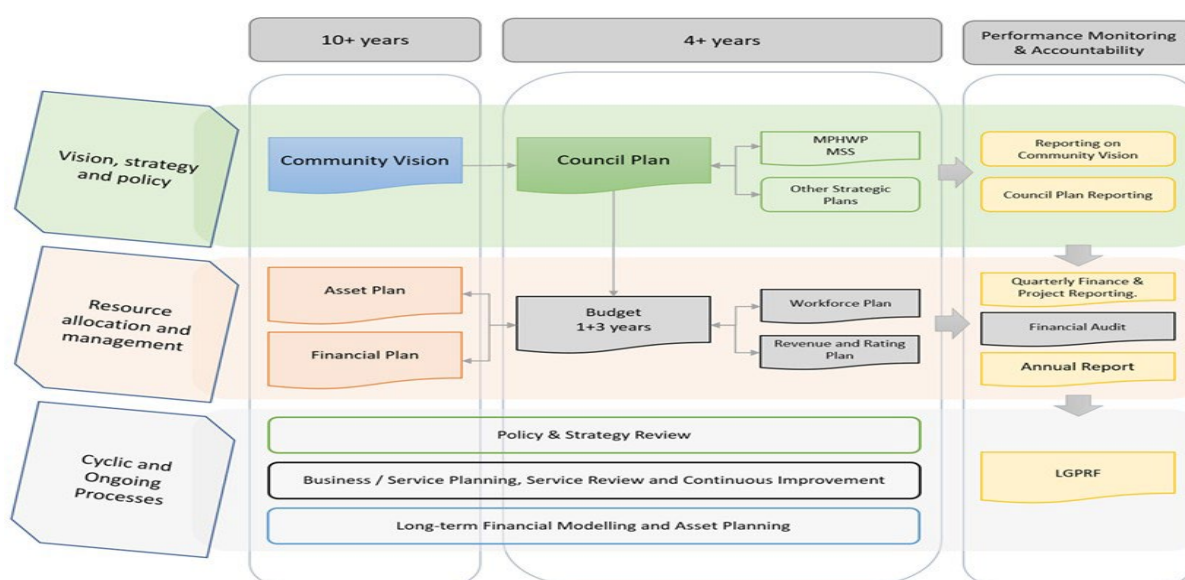 10+ years
4+ years
Performance Monitoring
& Accountability
Vision, strategy
and policy
Community Vision
Council Plan
MPHWP
MSS
Other Strategic
Plans
Reporting on
Community Vision
Council Plan Reporting
Resource
allocation and
management
Asset Plan
Financial Plan
Budget
1+3 years
Workforce Plan
Revenue and Rating
Plan
Quarterly Finance &
Project Reporting.
Financial Audit
Annual Report
Cyclic and
Ongoing
Processes
Policy & Strategy Review
Business / Service Planning, Service Review and Continuous Improvement
Long-term Financial Modelling and Asset Planning
LGPRF